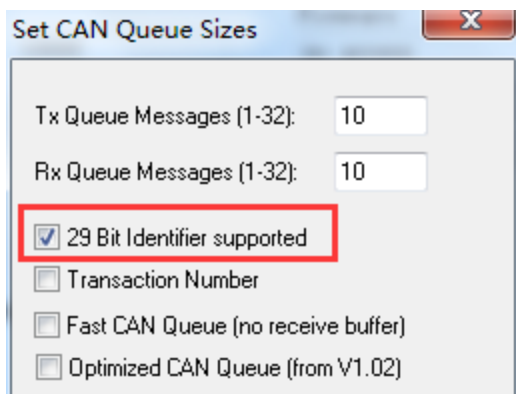 Set CAN Queue Sizes
Tx Queue Messages (1-32): 10
Rx Queue Messages (1-32): 10
29 Bit Identifier supported
Transaction Number
Fast CAN Queue (no receive buffer)
Optimized CAN Queue (from V1.02)